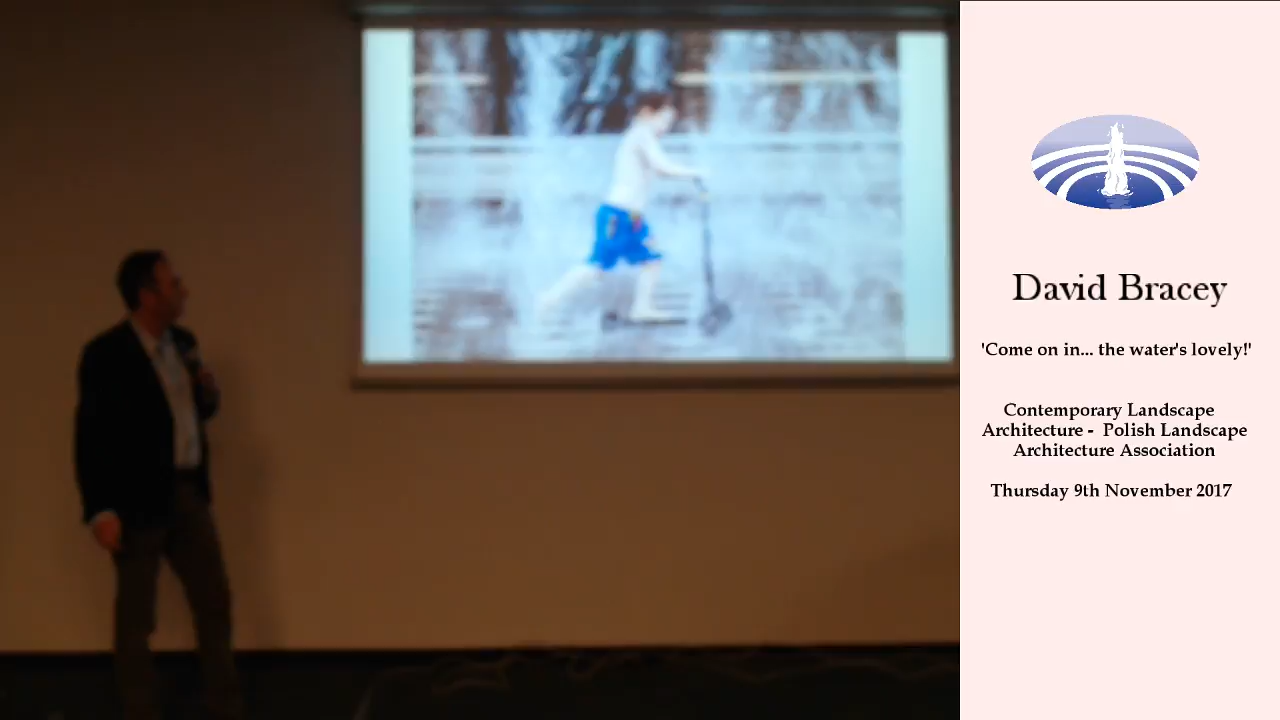 David Bracey
'Come on in... the water's lovely!'
Contemporary Landscape
Architecture - Polish Landscape
Architecture Association
Thursday 9th November 2017